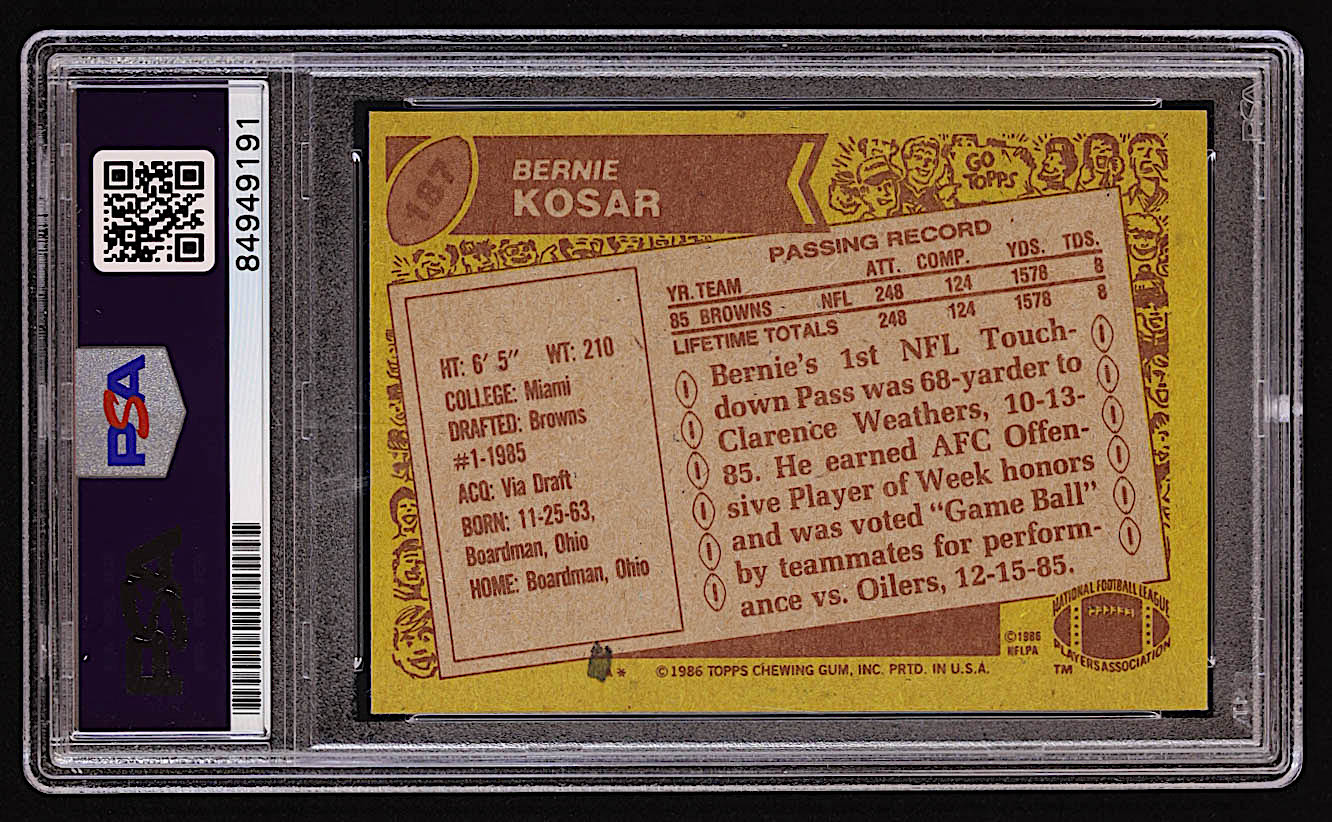 84949191
PSA
PSA
187
BERNIE
KOSAR
GO
TOPPS
PASSING RECORD
YR. TEAM ATT. COMP. YDS. TDS.
85 BROWNS - NFL 248 124 1578 8
LIFETIME TOTALS 248 124 1578 8
HT: 6' 5" WT: 210
COLLEGE: Miami
DRAFTED: Browns
#1-1985
ACQ: Via Draft
BORN: 11-25-63,
Boardman, Ohio
HOME: Boardman, Ohio
Bernie's 1st NFL Touch-
down Pass was 68-yarder to
Clarence Weathers, 10-13-
85. He earned AFC Offen-
sive Player of Week honors
and was voted "Game Ball"
by teammates for perform-
ance vs. Oilers, 12-15-85.
* © 1986 TOPPS CHEWING GUM, INC. PRTD. IN U.S.A.
©1986
NFLPA
NATIONAL FOOTBALL LEAGUE
PLAYERS ASSOCIATION
TM
PSA